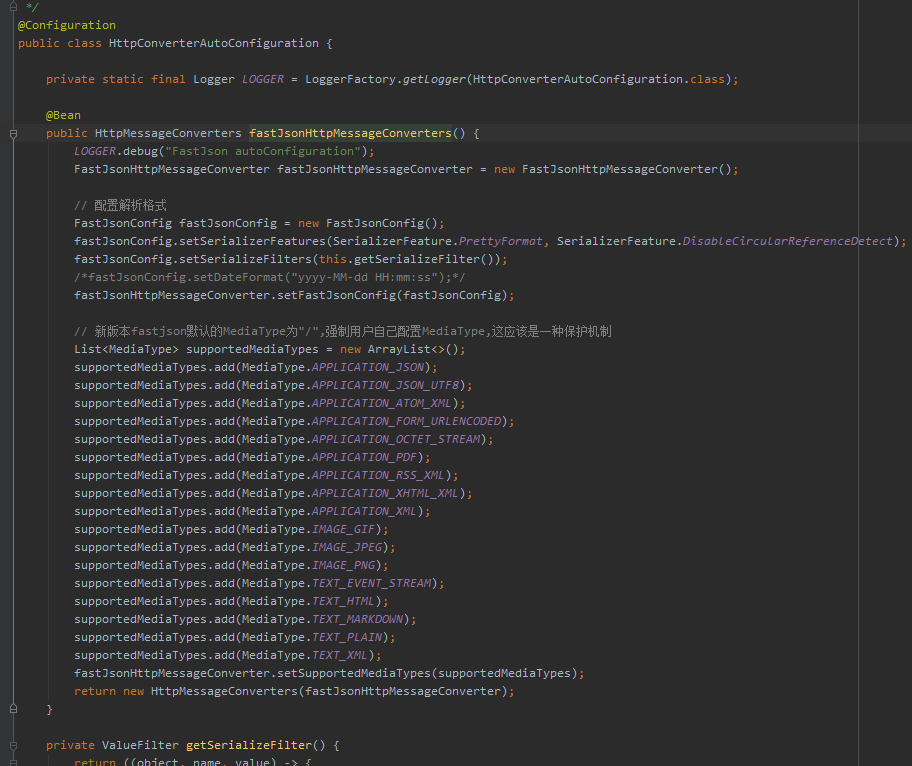 */
@Configuration
public class HttpConverterAutoConfiguration {
private static final Logger LOGGER = LoggerFactory.getLogger(HttpConverterAutoConfiguration.class);
@Bean
public HttpMessageConverters fastJsonHttpMessageConverters() {
LOGGER.debug("FastJson autoConfiguration");
FastJsonHttpMessageConverter fastJsonHttpMessageConverter = new FastJsonHttpMessageConverter();
// 配置解析格式
FastJsonConfig fastJsonConfig = new FastJsonConfig();
fastJsonConfig.setSerializerFeatures(SerializerFeature.PrettyFormat, SerializerFeature.DisableCircularReferenceDetect);
fastJsonConfig.setSerializeFilters(this.getSerializeFilter());
/*fastJsonConfig.setDateFormat("yyyy-MM-dd HH:mm:ss");*/
fastJsonHttpMessageConverter.setFastJsonConfig(fastJsonConfig);
// 新版本fastjson默认的MediaType为"/",强制用户自己配置MediaType,这应该是一种保护机制
List<MediaType> supportedMediaTypes = new ArrayList<>();
supportedMediaTypes.add(MediaType.APPLICATION_JSON);
supportedMediaTypes.add(MediaType.APPLICATION_JSON_UTF8);
supportedMediaTypes.add(MediaType.APPLICATION_ATOM_XML);
supportedMediaTypes.add(MediaType.APPLICATION_FORM_URLENCODED);
supportedMediaTypes.add(MediaType.APPLICATION_OCTET_STREAM);
supportedMediaTypes.add(MediaType.APPLICATION_PDF);
supportedMediaTypes.add(MediaType.APPLICATION_RSS_XML);
supportedMediaTypes.add(MediaType.APPLICATION_XHTML_XML);
supportedMediaTypes.add(MediaType.APPLICATION_XML);
supportedMediaTypes.add(MediaType.IMAGE_GIF);
supportedMediaTypes.add(MediaType.IMAGE_JPEG);
supportedMediaTypes.add(MediaType.IMAGE_PNG);
supportedMediaTypes.add(MediaType.TEXT_EVENT_STREAM);
supportedMediaTypes.add(MediaType.TEXT_HTML);
supportedMediaTypes.add(MediaType.TEXT_MARKDOWN);
supportedMediaTypes.add(MediaType.TEXT_PLAIN);
supportedMediaTypes.add(MediaType.TEXT_XML);
fastJsonHttpMessageConverter.setSupportedMediaTypes(supportedMediaTypes);
return new HttpMessageConverters(fastJsonHttpMessageConverter);
}
private ValueFilter getSerializeFilter() {
return ((object, name, value) -> {